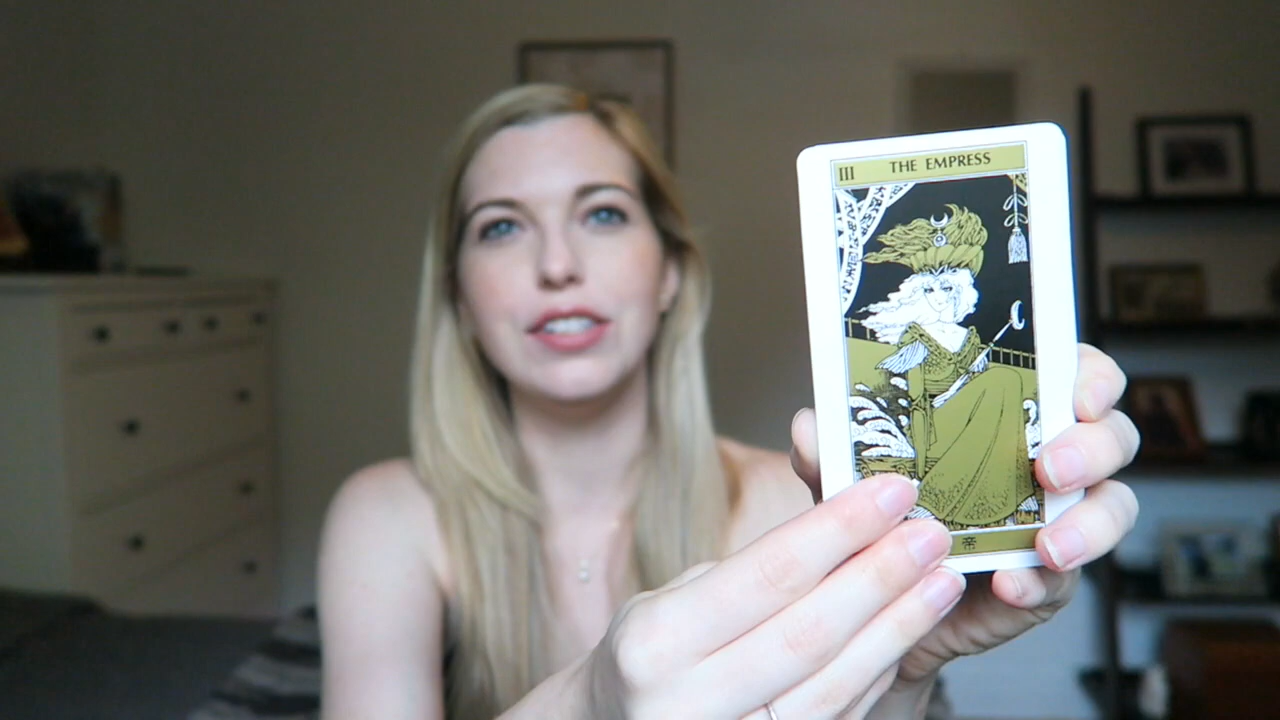 III THE EMPRESS
帝